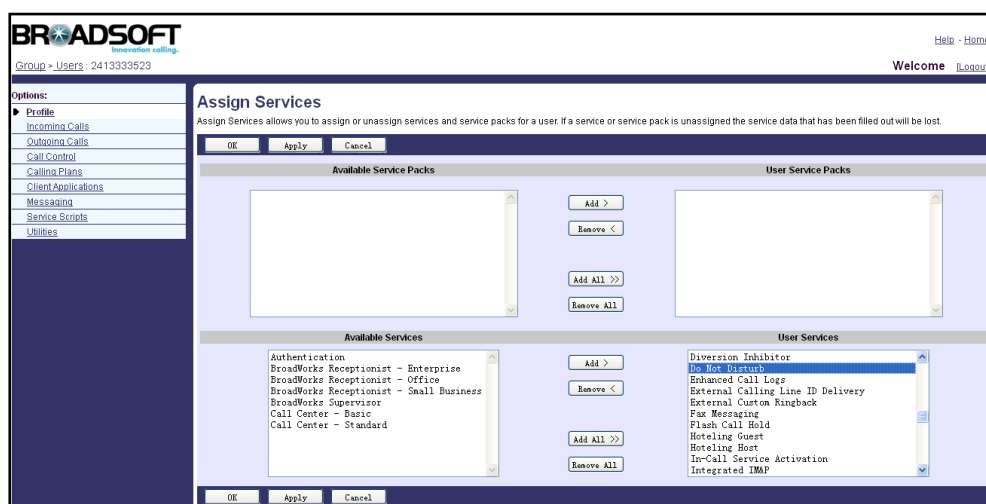 BROADSOFT
Innovation calling.
Help - Home
Group > Users : 2413333523
Welcome [Logout
Options:
Profile
Incoming Calls
Outgoing Calls
Call Control
Calling Plans
Client Applications
Messaging
Service Scripts
Utilities
Assign Services
Assign Services allows you to assign or unassign services and service packs for a user. If a service or service pack is unassigned the service data that has been filled out will be lost.
OK Apply Cancel
Available Service Packs
User Service Packs
Add >
Remove <
Add All >>
Remove All
Available Services
User Services
Authentication
BroadWorks Receptionist - Enterprise
BroadWorks Receptionist - Office
BroadWorks Receptionist - Small Business
BroadWorks Supervisor
Call Center - Basic
Call Center - Standard
Add >
Remove <
Add All >>
Remove All
Diversion Inhibitor
Do Not Disturb
Enhanced Call Logs
External Calling Line ID Delivery
External Custom Ringback
Fax Messaging
Flash Call Hold
Hoteling Guest
Hoteling Host
In-Call Service Activation
Integrated IMAP
OK Apply Cancel